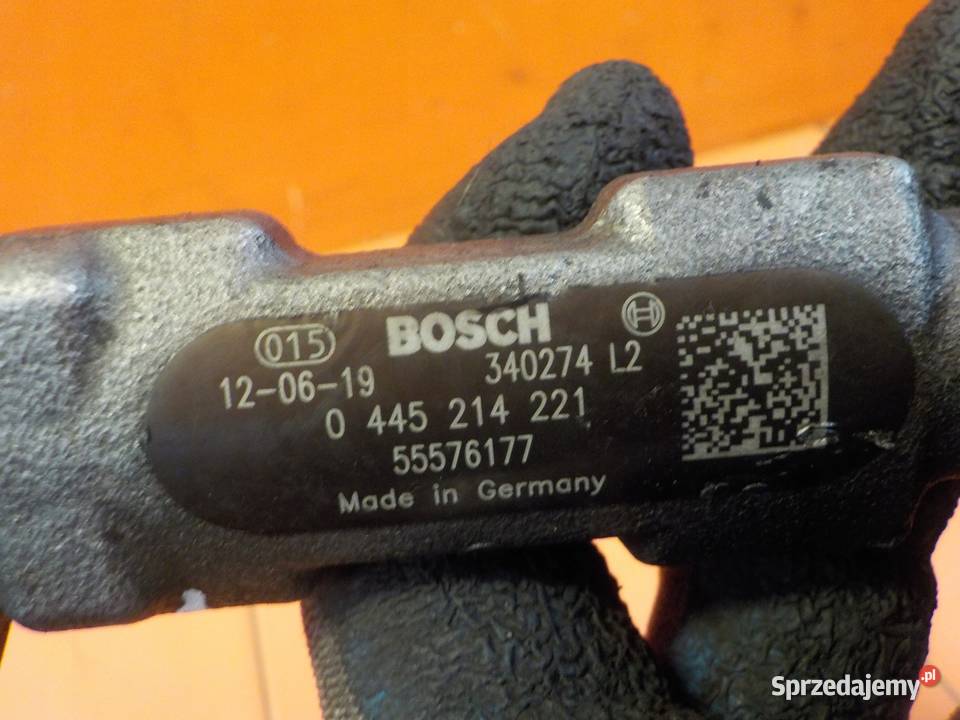 015 BOSCH
12-06-19 340274 L2
0 445 214 221
55576177
Made in Germany
Sprzedajemy.pl